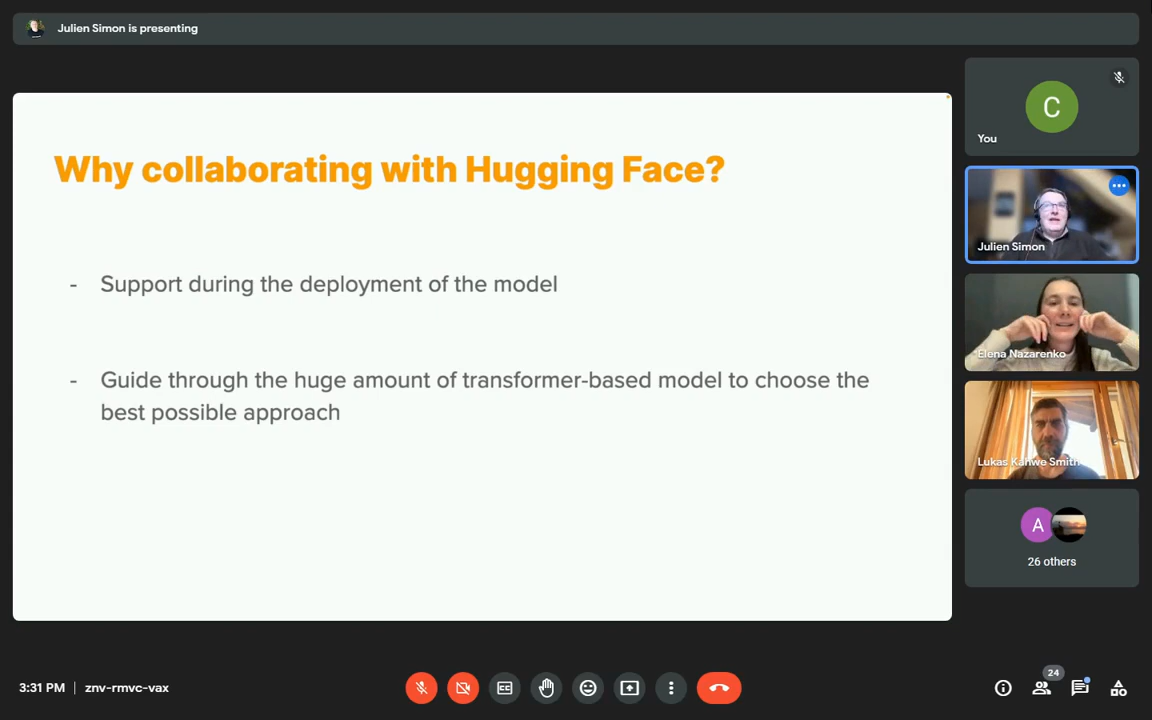 Julien Simon is presenting
Why collaborating with Hugging Face?
- Support during the deployment of the model
- Guide through the huge amount of transformer-based model to choose the
best possible approach
C
You
Julien Simon
Elena Nazarenko
Lukas Kahwe Smith
A
26 others
3:31 PM | znv-rmvc-vax
CC
24